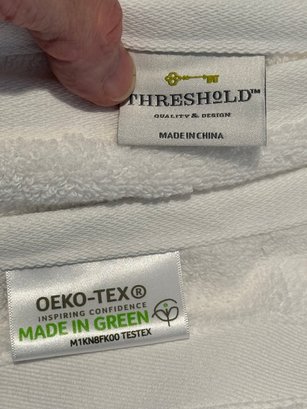 THRESHOLD™
QUALITY & DESIGN
MADE IN CHINA
OEKO-TEX®
INSPIRING CONFIDENCE
MADE IN GREEN
M1KN8FK00 TESTEX